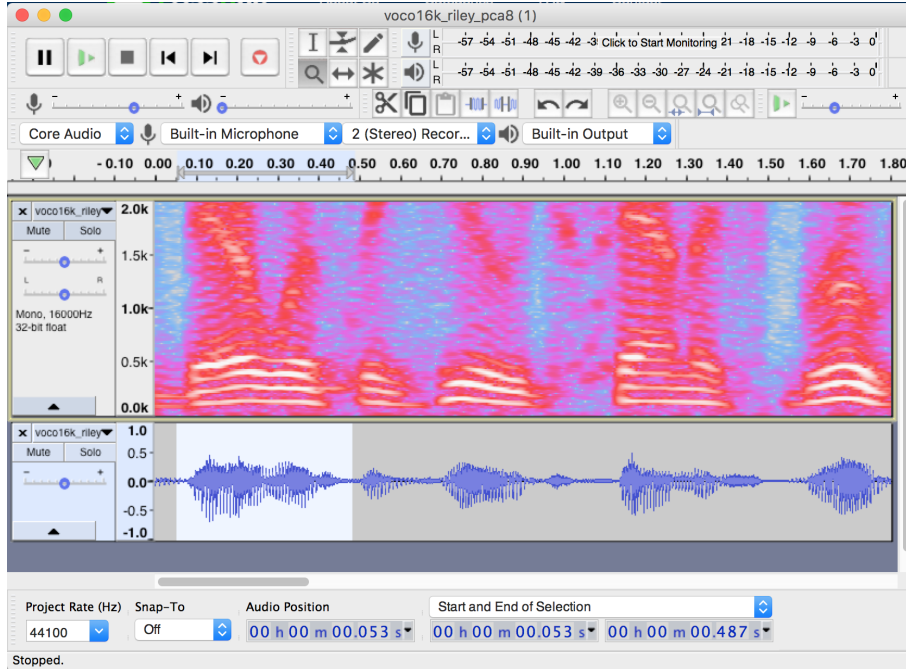 voco16k_riley_pca8 (1)
L
R
-57 -54 -51 -48 -45 -42 -3 Click to Start Monitoring 21 -18 -15 -12 -9 -6 -3 0
L
R
-57 -54 -51 -48 -45 -42 -39 -36 -33 -30 -27 -24 -21 -18 -15 -12 -9 -6 -3 0
- + - + - +
Core Audio Built-in Microphone 2 (Stereo) Recor... Built-in Output
-0.10 0.00 0.10 0.20 0.30 0.40 0.50 0.60 0.70 0.80 0.90 1.00 1.10 1.20 1.30 1.40 1.50 1.60 1.70 1.80
x voco16k_riley 2.0k
Mute Solo
- +
1.5k
L R
1.0k
Mono, 16000Hz
32-bit float
0.5k
0.0k
x voco16k_riley 1.0
Mute Solo
0.5
- +
0.0
-0.5
-1.0
Project Rate (Hz) Snap-To Audio Position Start and End of Selection
44100 Off 00 h 00 m 00.053 s 00 h 00 m 00.053 s 00 h 00 m 00.487 s
Stopped.